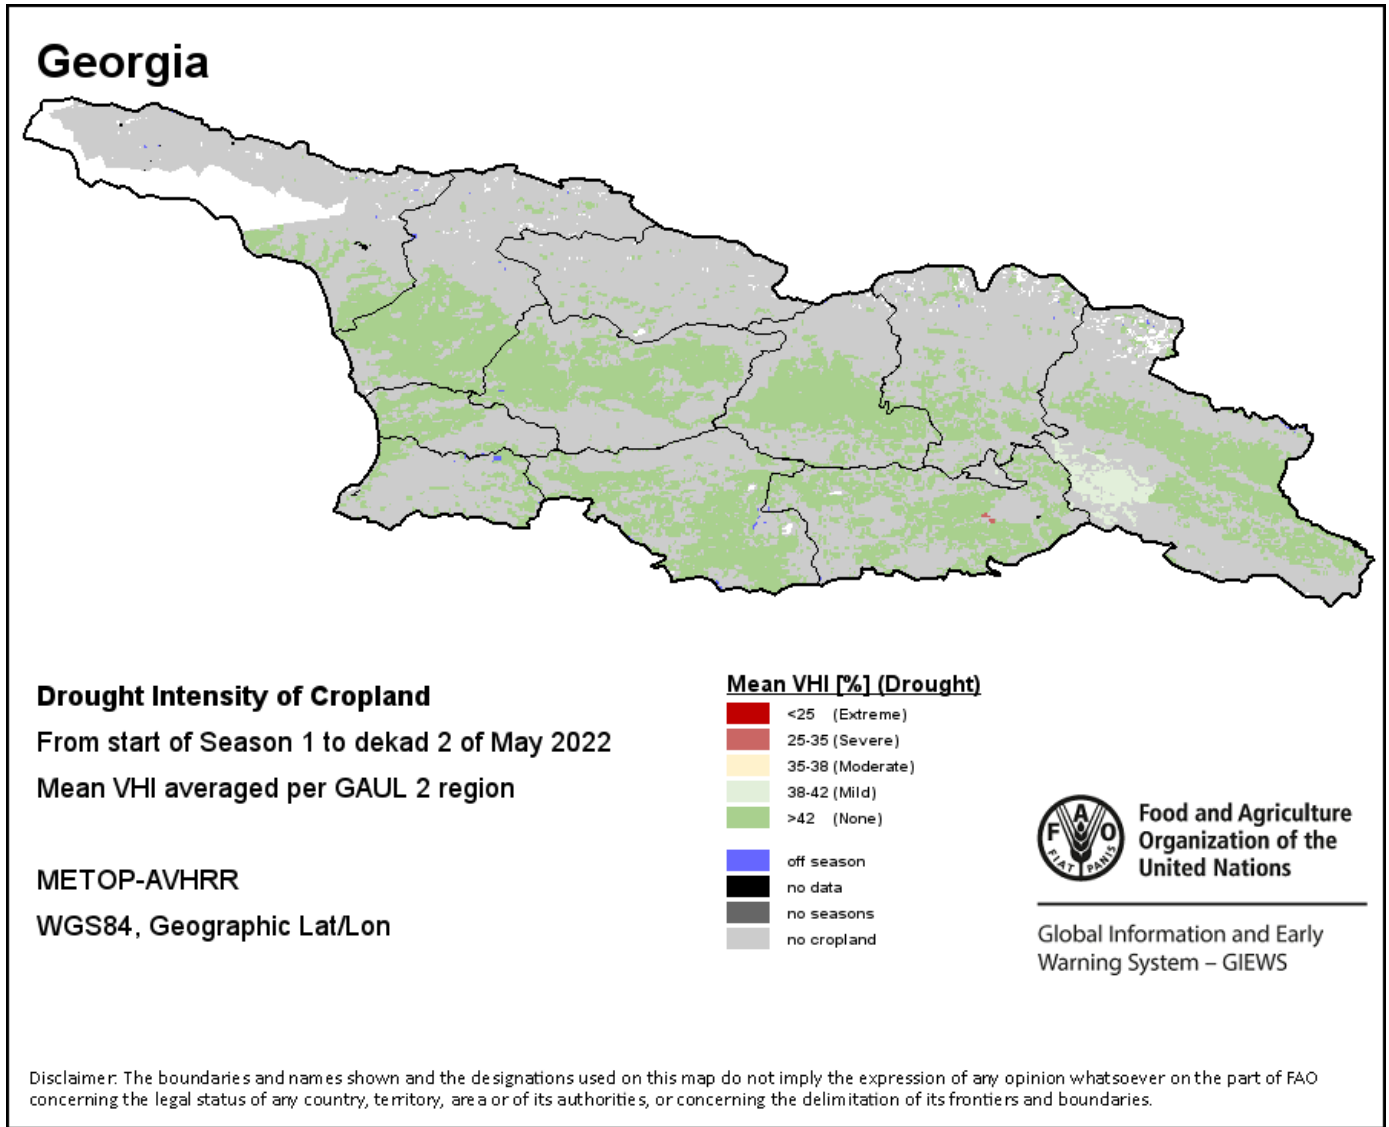 Georgia
Drought Intensity of Cropland
From start of Season 1 to dekad 2 of May 2022
Mean VHI averaged per GAUL 2 region
METOP-AVHRR
WGS84, Geographic Lat/Lon
Mean VHI [%] (Drought)
<25 (Extreme)
25-35 (Severe)
35-38 (Moderate)
38-42 (Mild)
>42 (None)
off season
no data
no seasons
no cropland
F A O
FIAT PANIS
Food and Agriculture
Organization of the
United Nations
Global Information and Early
Warning System – GIEWS
Disclaimer: The boundaries and names shown and the designations used on this map do not imply the expression of any opinion whatsoever on the part of FAO
concerning the legal status of any country, territory, area or of its authorities, or concerning the delimitation of its frontiers and boundaries.